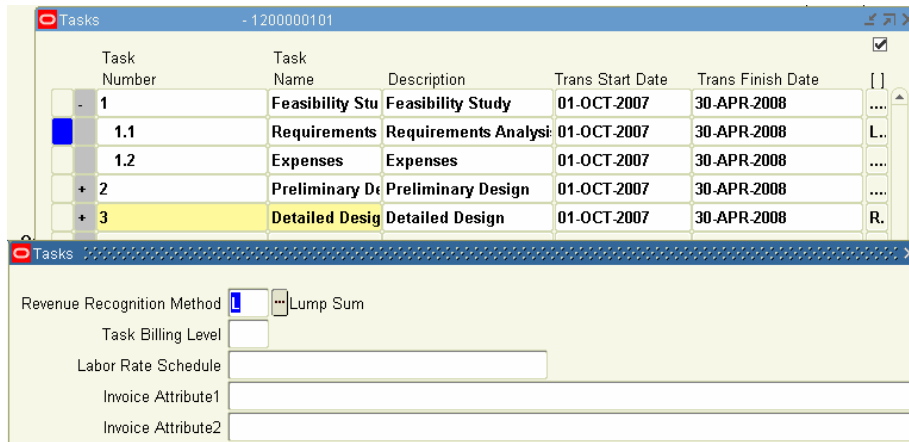 Tasks - 1200000101
Task Task
Number Name Description Trans Start Date Trans Finish Date [ ]
- 1 Feasibility Stu Feasibility Study 01-OCT-2007 30-APR-2008 ....
1.1 Requirements Requirements Analysi 01-OCT-2007 30-APR-2008 L..
1.2 Expenses Expenses 01-OCT-2007 30-APR-2008 ....
+ 2 Preliminary De Preliminary Design 01-OCT-2007 30-APR-2008 ....
+ 3 Detailed Desig Detailed Design 01-OCT-2007 30-APR-2008 R.
Tasks
Revenue Recognition Method L ... Lump Sum
Task Billing Level
Labor Rate Schedule
Invoice Attribute1
Invoice Attribute2